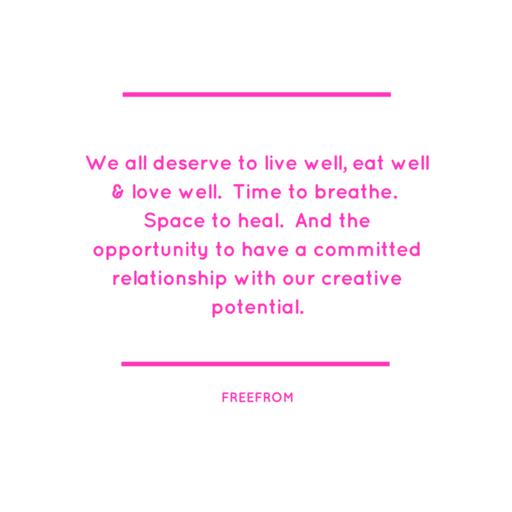 We all deserve to live well, eat well
& love well.  Time to breathe.
Space to heal.  And the
opportunity to have a committed
relationship with our creative
potential.
FREEFROM